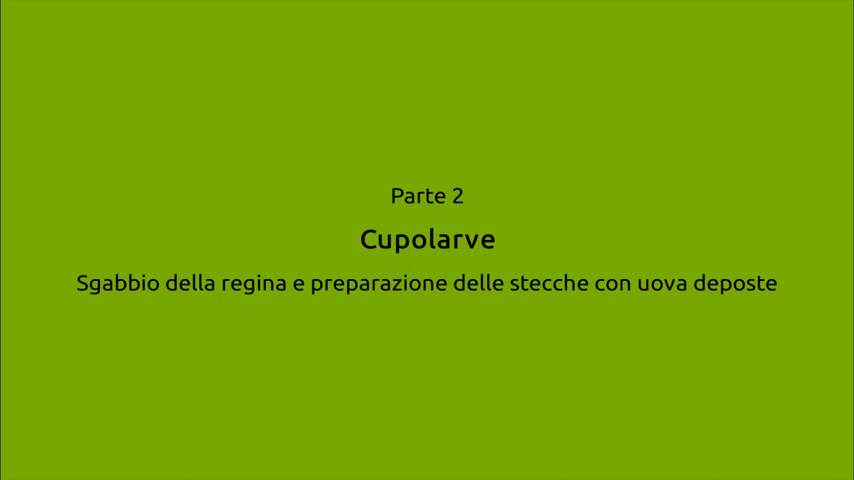 Parte 2
Cupolarve
Sgabbio della regina e preparazione delle stecche con uova deposte